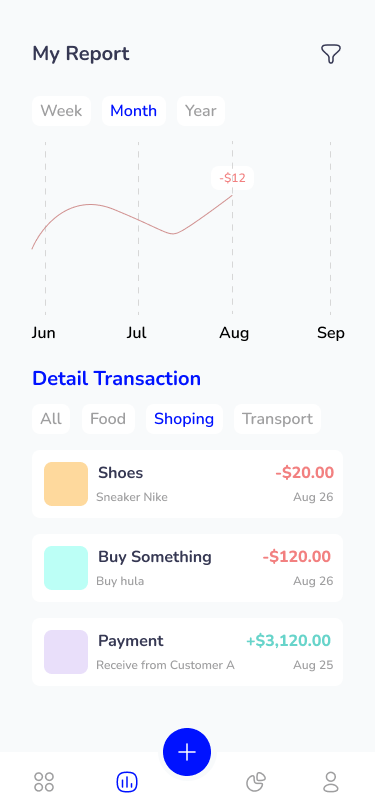 My Report
Week Month Year
-$12
Jun Jul Aug Sep
Detail Transaction
All Food Shoping Transport
Shoes -$20.00
Sneaker Nike Aug 26
Buy Something -$120.00
Buy hula Aug 26
Payment +$3,120.00
Receive from Customer A Aug 25